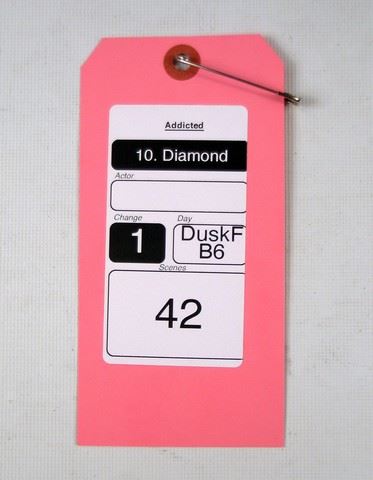 Addicted
10. Diamond
Actor
Change
Day
1
DuskF
B6
Scenes
42